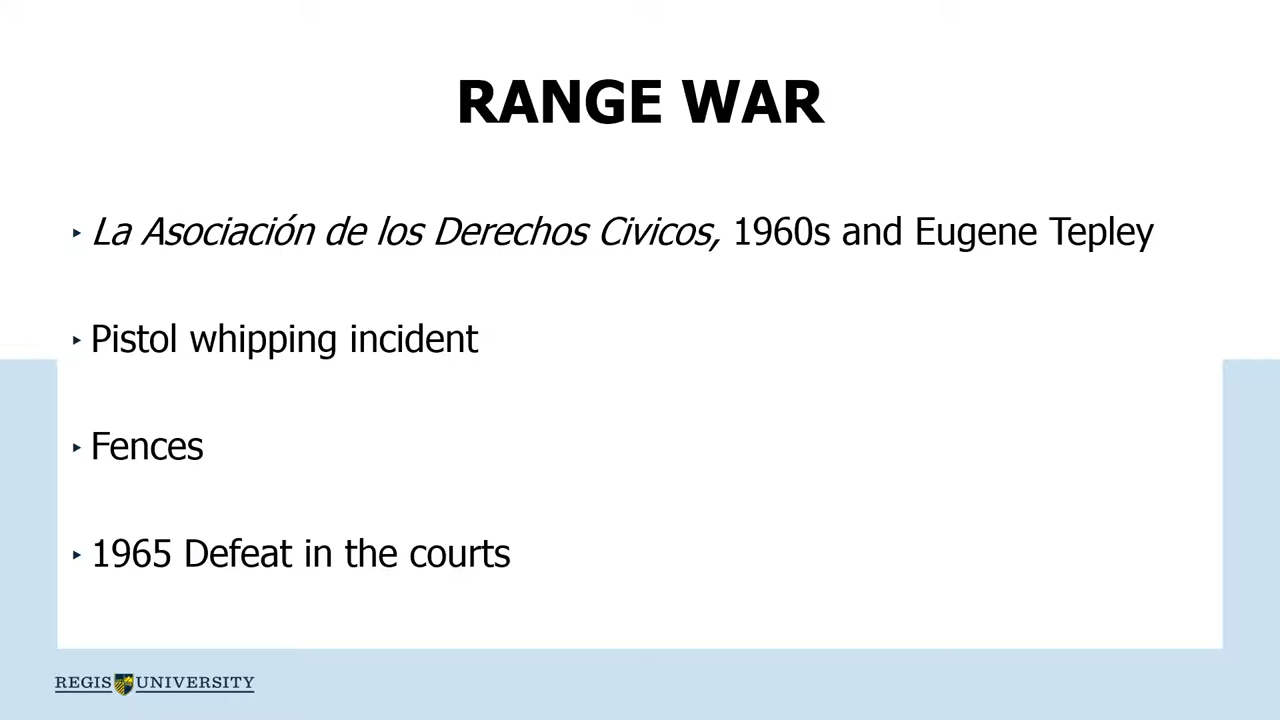 RANGE WAR
‣ La Asociación de los Derechos Civicos, 1960s and Eugene Tepley
‣ Pistol whipping incident
‣ Fences
‣ 1965 Defeat in the courts
REGIS UNIVERSITY